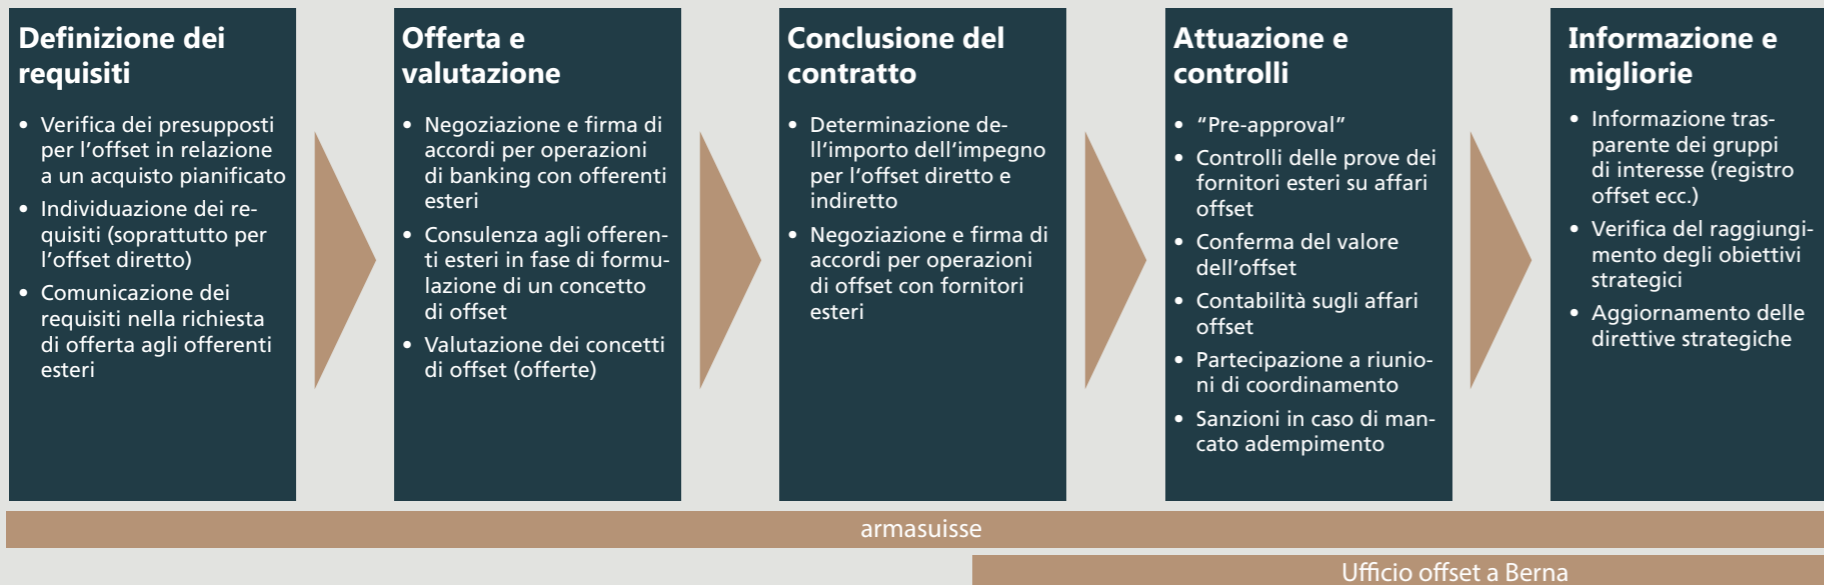 Definizione dei
requisiti
• Verifica dei presupposti
per l'offset in relazione
a un acquisto pianificato
• Individuazione dei re-
quisiti (soprattutto per
l'offset diretto)
• Comunicazione dei
requisiti nella richiesta
di offerta agli offerenti
esteri
Offerta e
valutazione
• Negoziazione e firma di
accordi per operazioni
di banking con offerenti
esteri
• Consulenza agli offeren-
ti esteri in fase di formu-
lazione di un concetto
di offset
• Valutazione dei concetti
di offset (offerte)
Conclusione del
contratto
• Determinazione de-
ll'importo dell'impegno
per l'offset diretto e
indiretto
• Negoziazione e firma di
accordi per operazioni
di offset con fornitori
esteri
Attuazione e
controlli
• “Pre-approval”
• Controlli delle prove dei
fornitori esteri su affari
offset
• Conferma del valore
dell'offset
• Contabilità sugli affari
offset
• Partecipazione a riunio-
ni di coordinamento
• Sanzioni in caso di man-
cato adempimento
Informazione e
migliorie
• Informazione tras-
parente dei gruppi
di interesse (registro
offset ecc.)
• Verifica del raggiungi-
mento degli obiettivi
strategici
• Aggiornamento delle
direttive strategiche
armasuisse
Ufficio offset a Berna